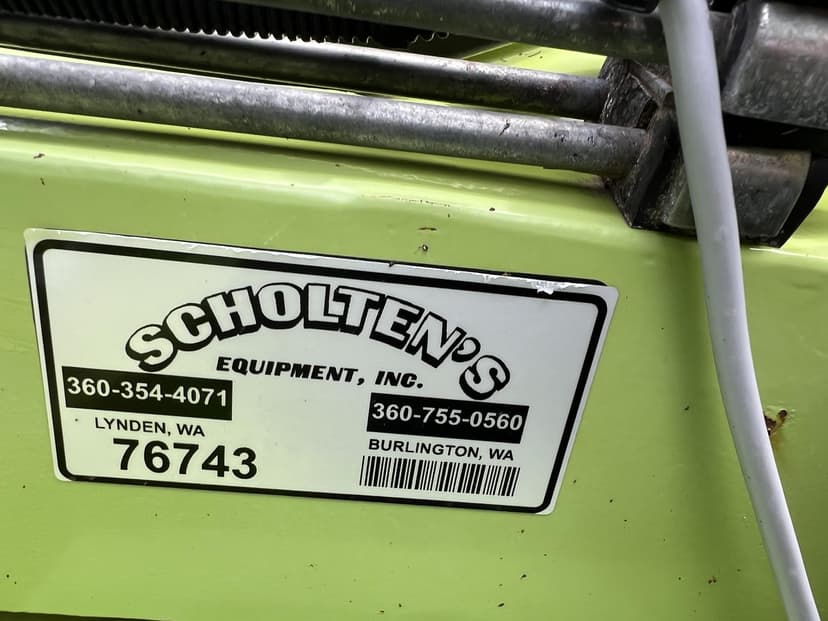 SCHOLTEN'S
EQUIPMENT, INC.
360-354-4071
LYNDEN, WA
76743
360-755-0560
BURLINGTON, WA